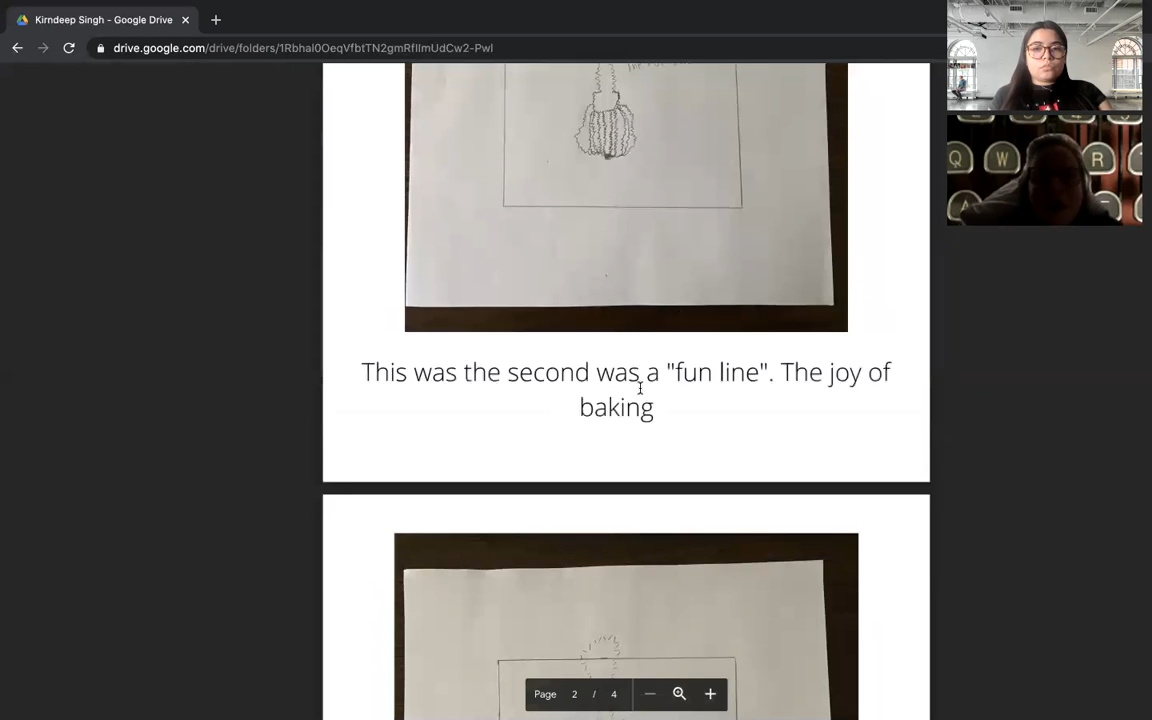 Kirndeep Singh - Google Drive
drive.google.com/drive/folders/1Rbhal0OeqVfbtTN2gmRfIlmUdCw2-Pwl
This was the second was a "fun line". The joy of
baking
Page 2 / 4
Q W R
A